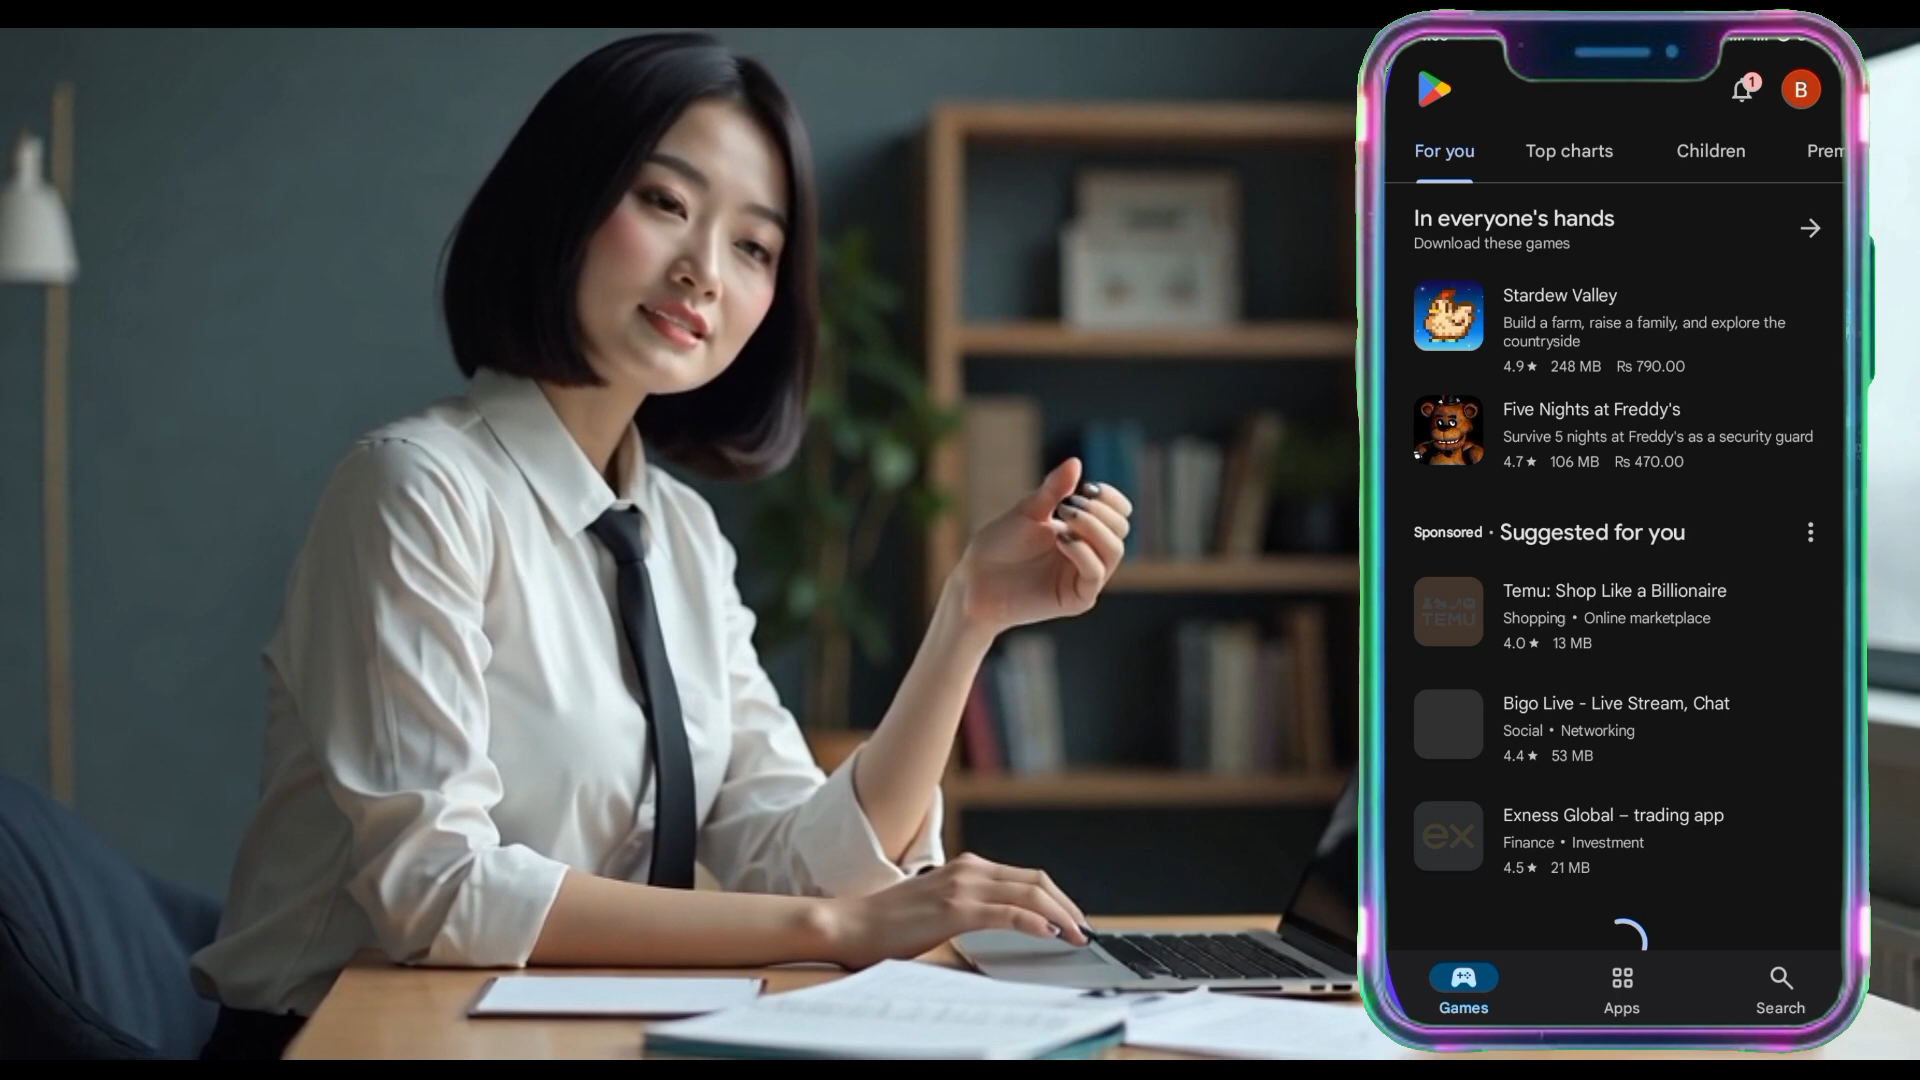 1
B
For you
Top charts
Children
Prem
In everyone's hands
Download these games
Stardew Valley
Build a farm, raise a family, and explore the
countryside
4.9★ 248 MB Rs 790.00
Five Nights at Freddy's
Survive 5 nights at Freddy's as a security guard
4.7★ 106 MB Rs 470.00
Sponsored • Suggested for you
TEMU
Temu: Shop Like a Billionaire
Shopping • Online marketplace
4.0★ 13 MB
Bigo Live - Live Stream, Chat
Social • Networking
4.4★ 53 MB
ex
Exness Global – trading app
Finance • Investment
4.5★ 21 MB
Games
Apps
Search